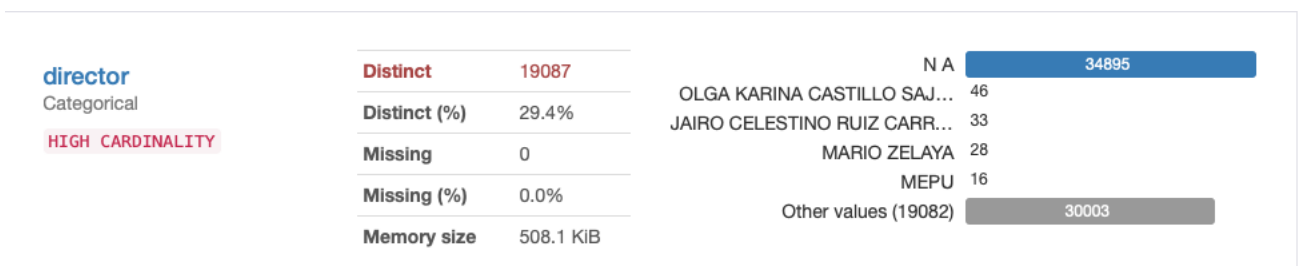 director
Categorical
HIGH CARDINALITY
Distinct 19087
Distinct (%) 29.4%
Missing 0
Missing (%) 0.0%
Memory size 508.1 KiB
N A 34895
OLGA KARINA CASTILLO SAJ... 46
JAIRO CELESTINO RUIZ CARR... 33
MARIO ZELAYA 28
MEPU 16
Other values (19082) 30003